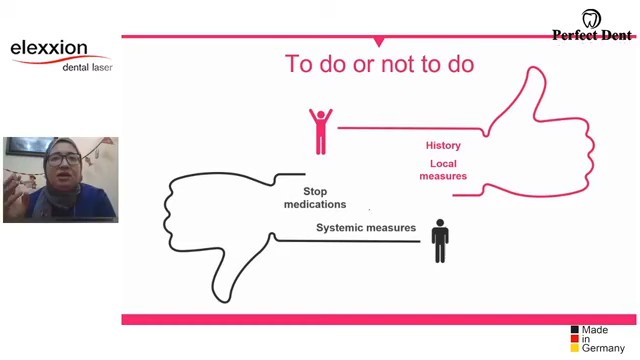 elexxion
dental laser
Perfect Dent
To do or not to do
History
Local
measures
Stop
medications
Systemic measures
Made
in
Germany